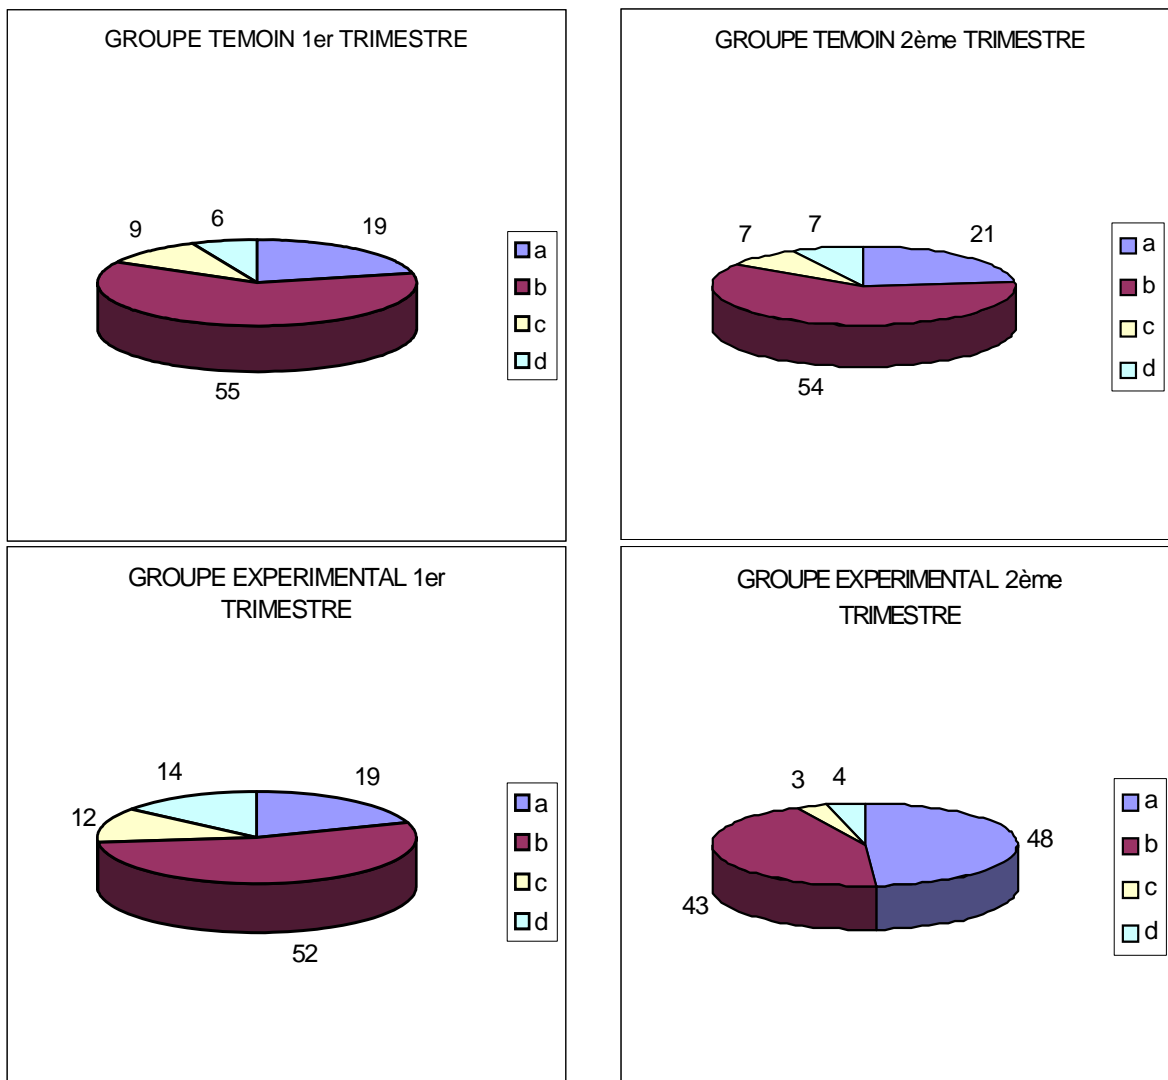 GROUPE TEMOIN 1er TRIMESTRE
9
6
19
55
a
b
c
d
GROUPE TEMOIN 2ème TRIMESTRE
7
7
21
54
a
b
c
d
GROUPE EXPERIMENTAL 1er
TRIMESTRE
14
19
12
52
a
b
c
d
GROUPE EXPERIMENTAL 2ème
TRIMESTRE
3
4
48
43
a
b
c
d